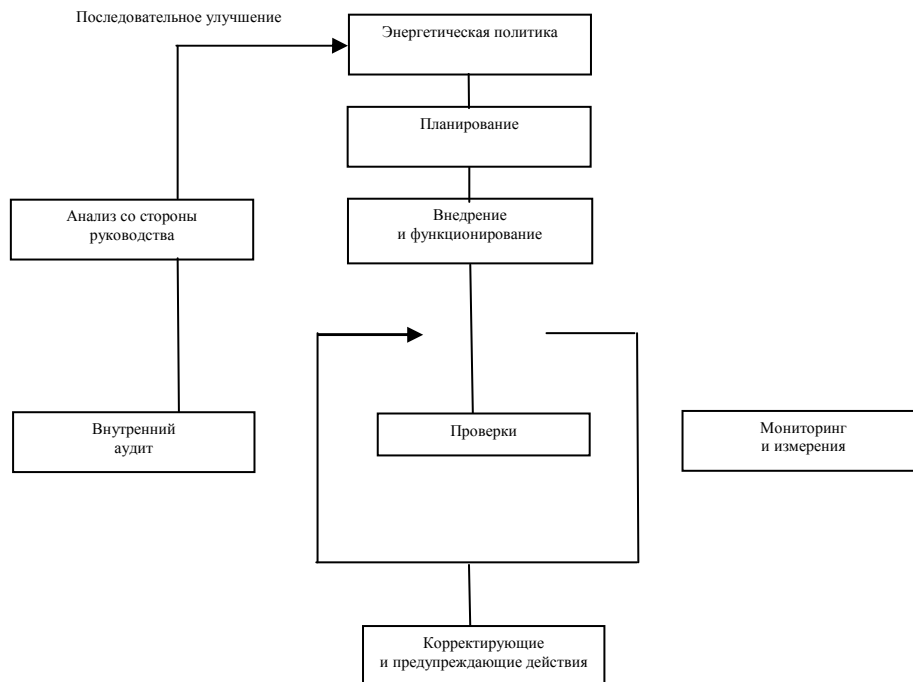 Последовательное улучшение
Энергетическая политика
Планирование
Анализ со стороны
руководства
Внедрение
и функционирование
Внутренний
аудит
Проверки
Мониторинг
и измерения
Корректирующие
и предупреждающие действия